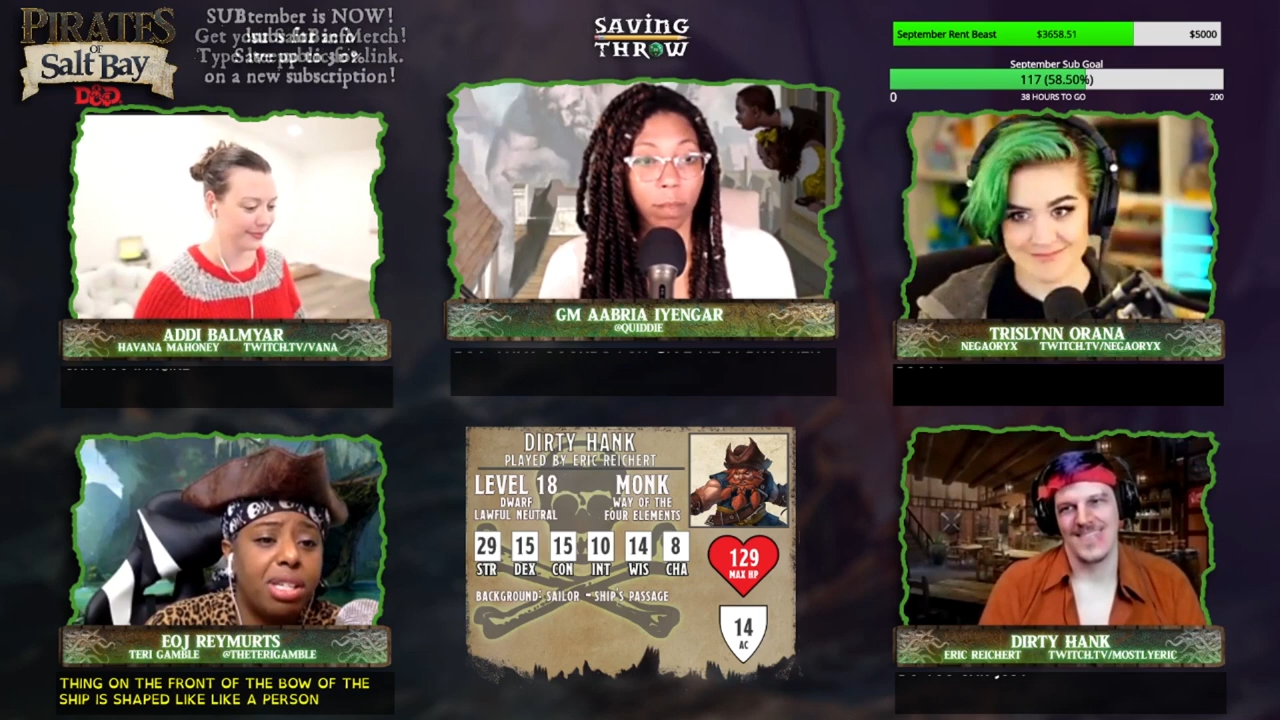 PIRATES
OF
SALT BAY
D&D
SUBtember is NOW!
on a new subscription!
SAVING
THROW
September Rent Beast $3658.51 $5000
September Sub Goal
117 (58.50%)
0 38 HOURS TO GO 200
ADDI BALMYAR
HAVANA MAHONEY TWITCH.TV/VANA
GM AABRIA IYENGAR
@QUIDDIE
TRISLYNN ORANA
NEGAORYX TWITCH.TV/NEGAORYX
DIRTY HANK
PLAYED BY ERIC REICHERT
LEVEL 18 MONK
DWARF WAY OF THE
LAWFUL NEUTRAL FOUR ELEMENTS
29 15 15 10 14 8
STR DEX CON INT WIS CHA
BACKGROUND: SAILOR - SHIP'S PASSAGE
129
MAX HP
14
AC
EOJ REYMURTS
TERI GAMBLE @THETERIGAMBLE
THING ON THE FRONT OF THE BOW OF THE
SHIP IS SHAPED LIKE LIKE A PERSON
DIRTY HANK
ERIC REICHERT TWITCH.TV/MOSTLYERIC